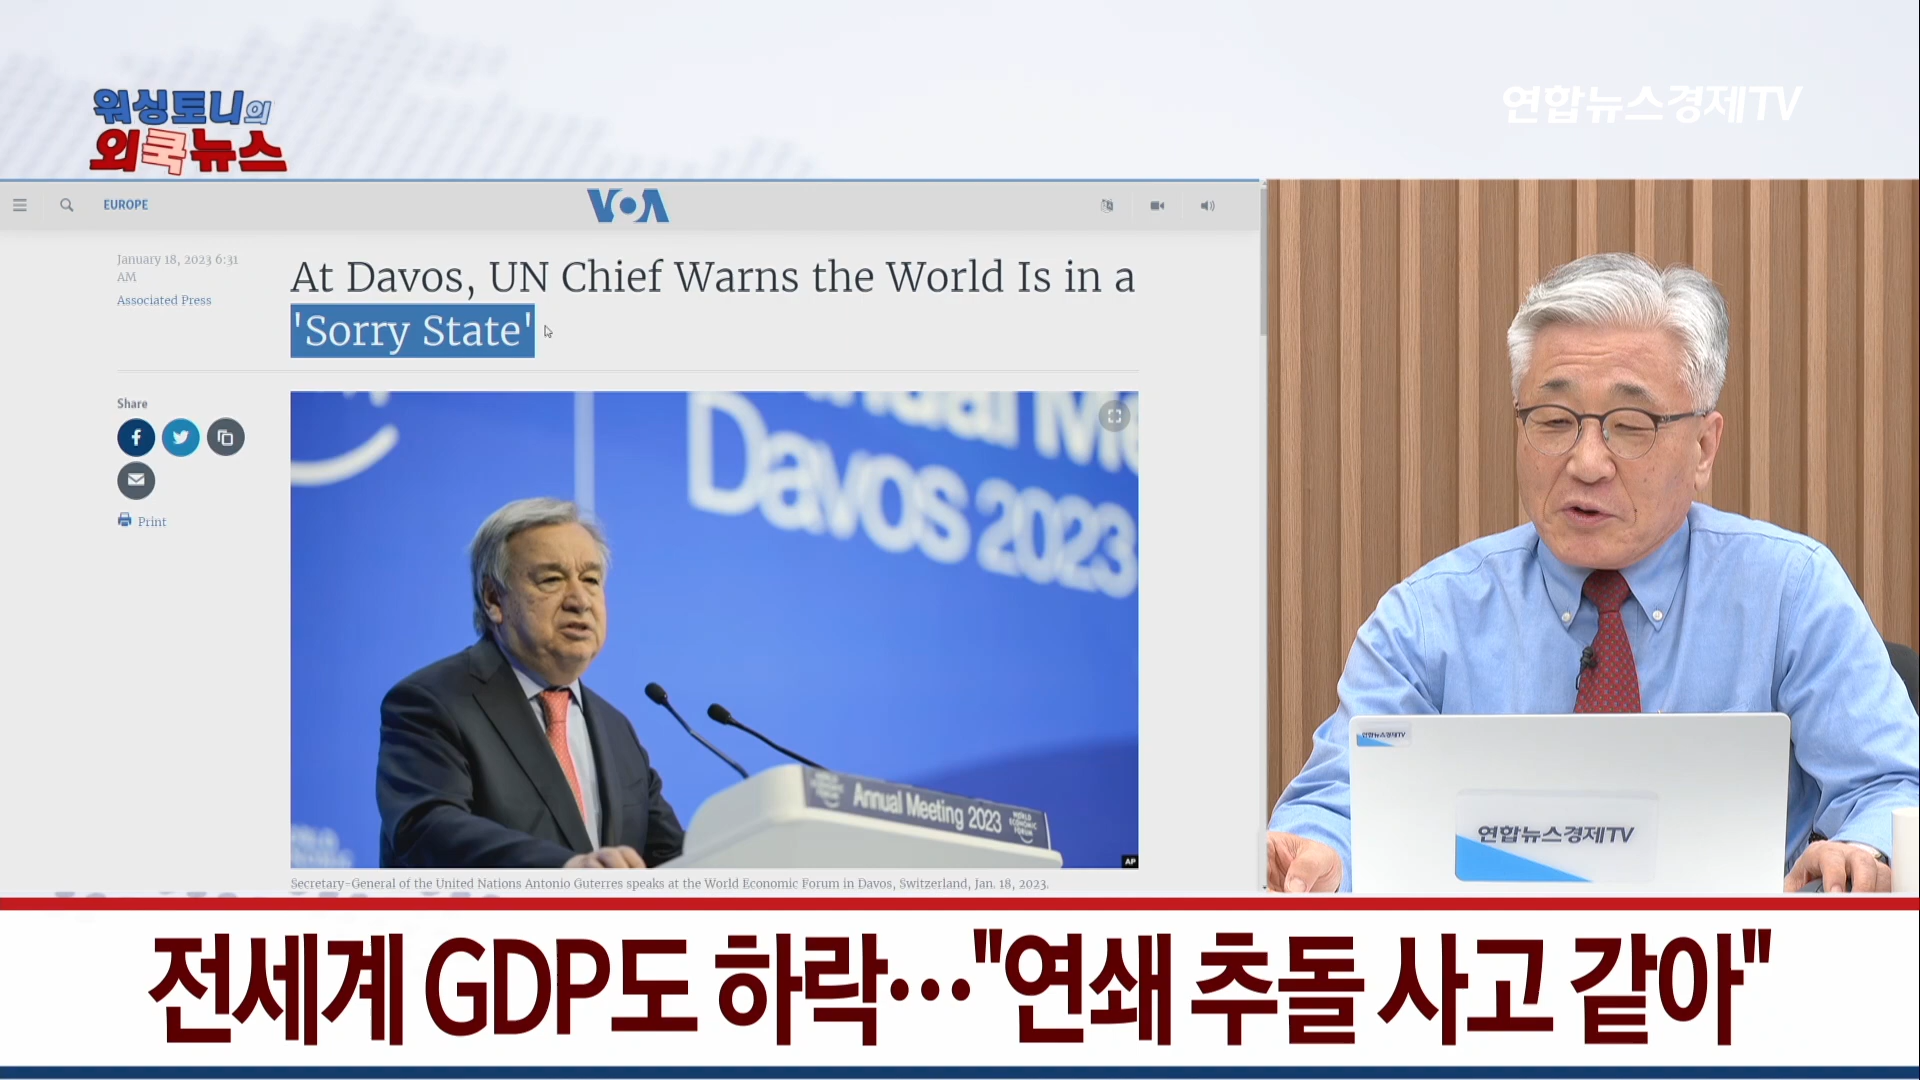 워싱토니의
외쿡뉴스
연합뉴스경제TV
EUROPE
VOA
January 18, 2023 6:31
AM
Associated Press
At Davos, UN Chief Warns the World Is in a
'Sorry State'
Share
Print
Davos 2023
Annual Meeting 2023
WORLD
ECONOMIC
FORUM
AP
Secretary-General of the United Nations Antonio Guterres speaks at the World Economic Forum in Davos, Switzerland, Jan. 18, 2023.
연합뉴스경제TV
연합뉴스경제TV
전세계 GDP도 하락…"연쇄 추돌 사고 같아"